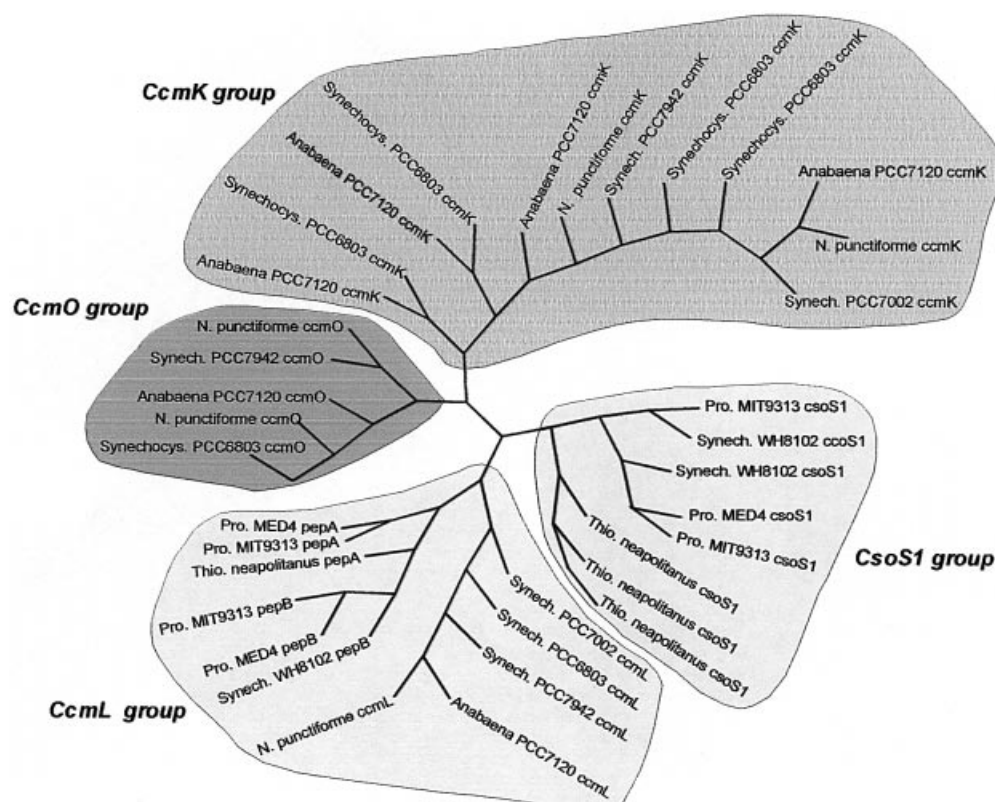 CcmK group
Synechocys. PCC6803 ccmK
Anabaena PCC7120 ccmK
Synechocys. PCC6803 ccmK
Anabaena PCC7120 ccmK
Anabaena PCC7120 ccmK
N. punctiforme ccmK
Synech. PCC7942 ccmK
Synechocys. PCC6803 ccmK
Synechocys. PCC6803 ccmK
Anabaena PCC7120 ccmK
N. punctiforme ccmK
Synech. PCC7002 ccmK
CcmO group
N. punctiforme ccmO
Synech. PCC7942 ccmO
Anabaena PCC7120 ccmO
N. punctiforme ccmO
Synechocys. PCC6803 ccmO
Pro. MIT9313 csoS1
Synech. WH8102 ccoS1
Synech. WH8102 csoS1
Pro. MED4 csoS1
Pro. MIT9313 csoS1
Thio. neapolitanus csoS1
Thio. neapolitanus csoS1
Thio. neapolitanus csoS1
CsoS1 group
Pro. MED4 pepA
Pro. MIT9313 pepA
Thio. neapolitanus pepA
Pro. MIT9313 pepB
Pro. MED4 pepB
Synech. WH8102 pepB
N. punctiforme ccmL
Anabaena PCC7120 ccmL
Synech. PCC7942 ccmL
Synech. PCC6803 ccmL
Synech. PCC7002 ccmL
CcmL group